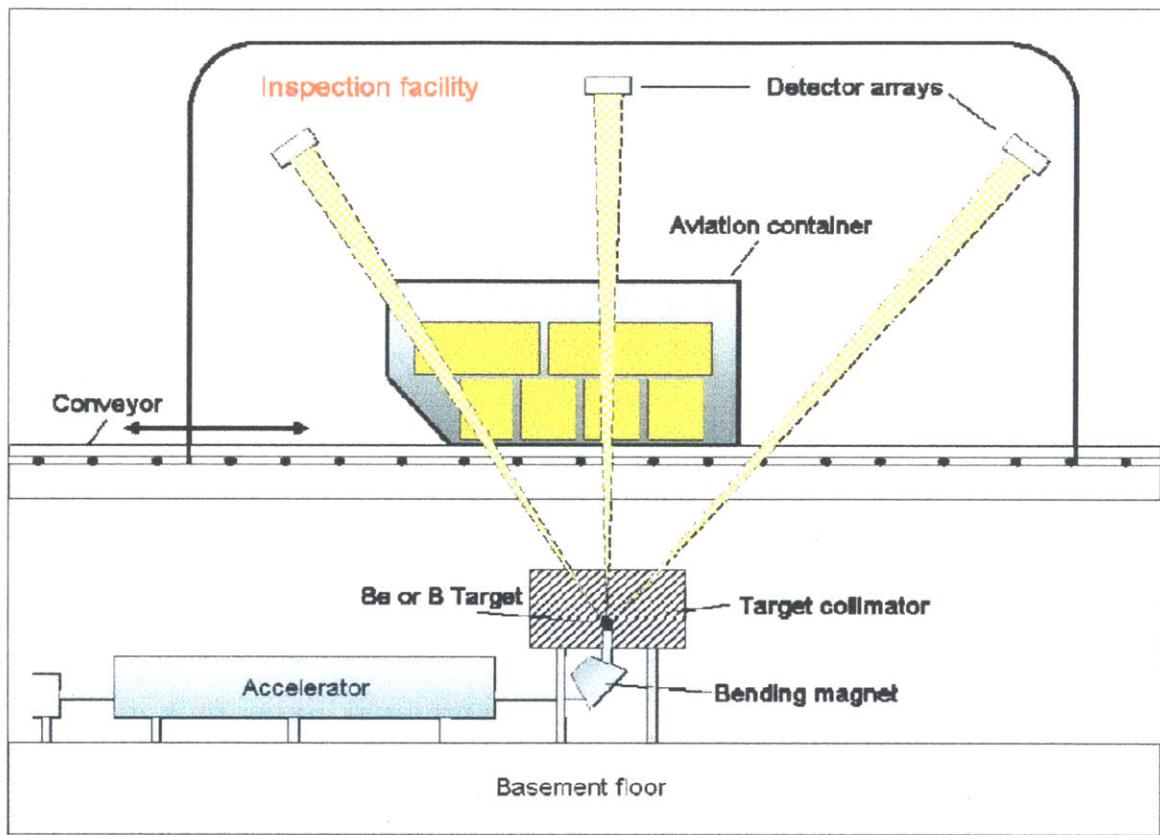 Inspection facility
Detector arrays
Aviation container
Conveyor
Be or B Target
Target collimator
Accelerator
Bending magnet
Basement floor